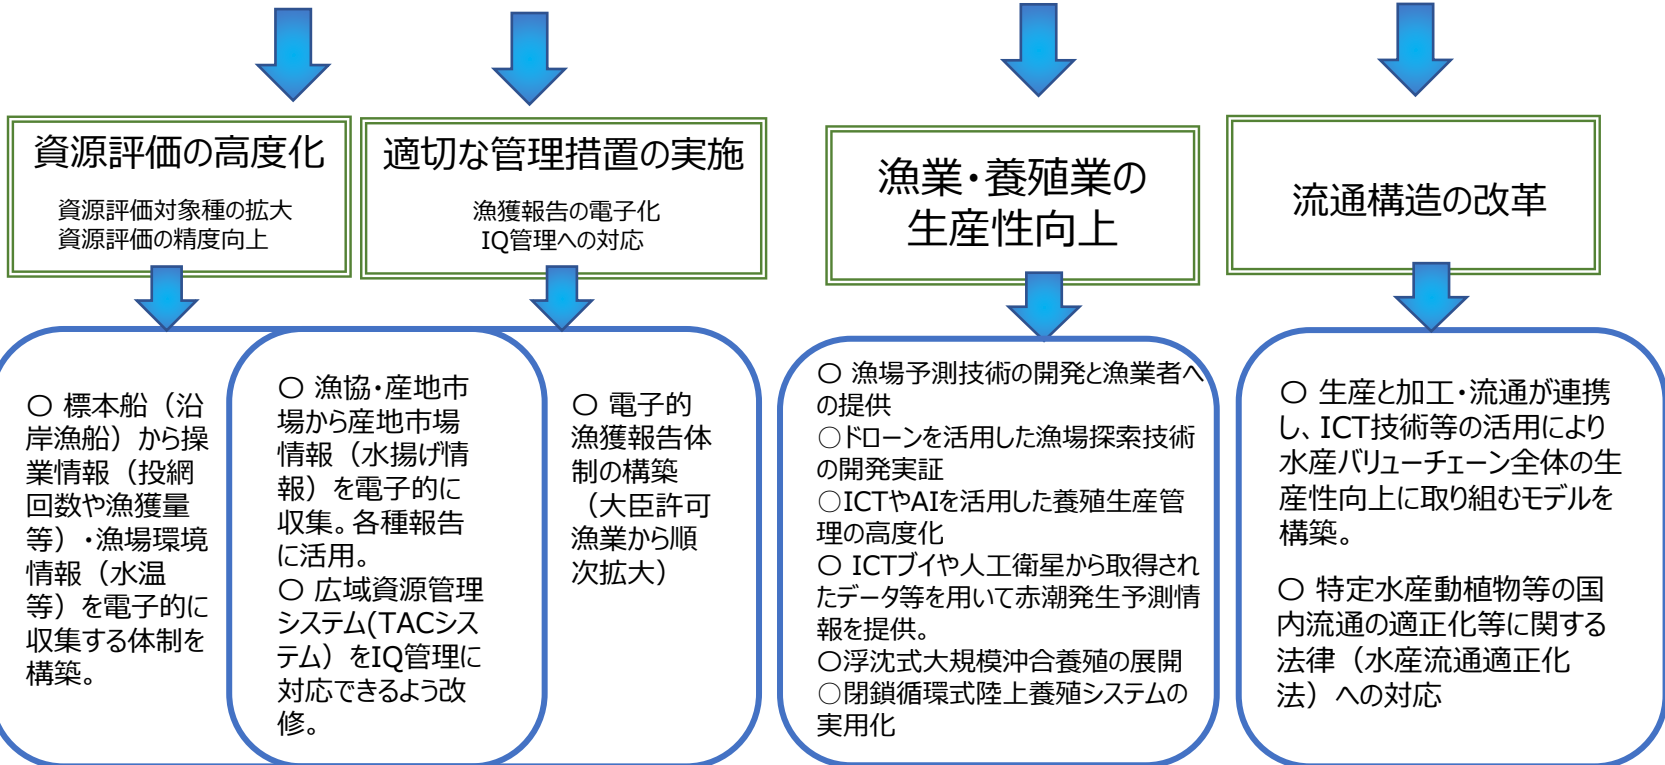 資源評価の高度化
資源評価対象種の拡大
資源評価の精度向上
適切な管理措置の実施
漁獲報告の電子化
IQ管理への対応
漁業・養殖業の
生産性向上
流通構造の改革
〇 標本船（沿
岸漁船）から操
業情報（投網
回数や漁獲量
等）・漁場環境
情報（水温
等）を電子的に
収集する体制を
構築。
〇 漁協・産地市
場から産地市場
情報（水揚げ情
報）を電子的に
収集。各種報告
に活用。
〇 広域資源管理
システム(TACシス
テム）をIQ管理に
対応できるよう改
修。
〇 電子的
漁獲報告体
制の構築
（大臣許可
漁業から順
次拡大）
〇 漁場予測技術の開発と漁業者へ
の提供
○ドローンを活用した漁場探索技術
の開発実証
○ICTやAIを活用した養殖生産管
理の高度化
〇 ICTブイや人工衛星から取得され
たデータ等を用いて赤潮発生予測情
報を提供。
〇浮沈式大規模沖合養殖の展開
○閉鎖循環式陸上養殖システムの
実用化
〇 生産と加工・流通が連携
し、ICT技術等の活用により
水産バリューチェーン全体の生
産性向上に取り組むモデルを
構築。
〇 特定水産動植物等の国
内流通の適正化等に関する
法律（水産流通適正化
法）への対応